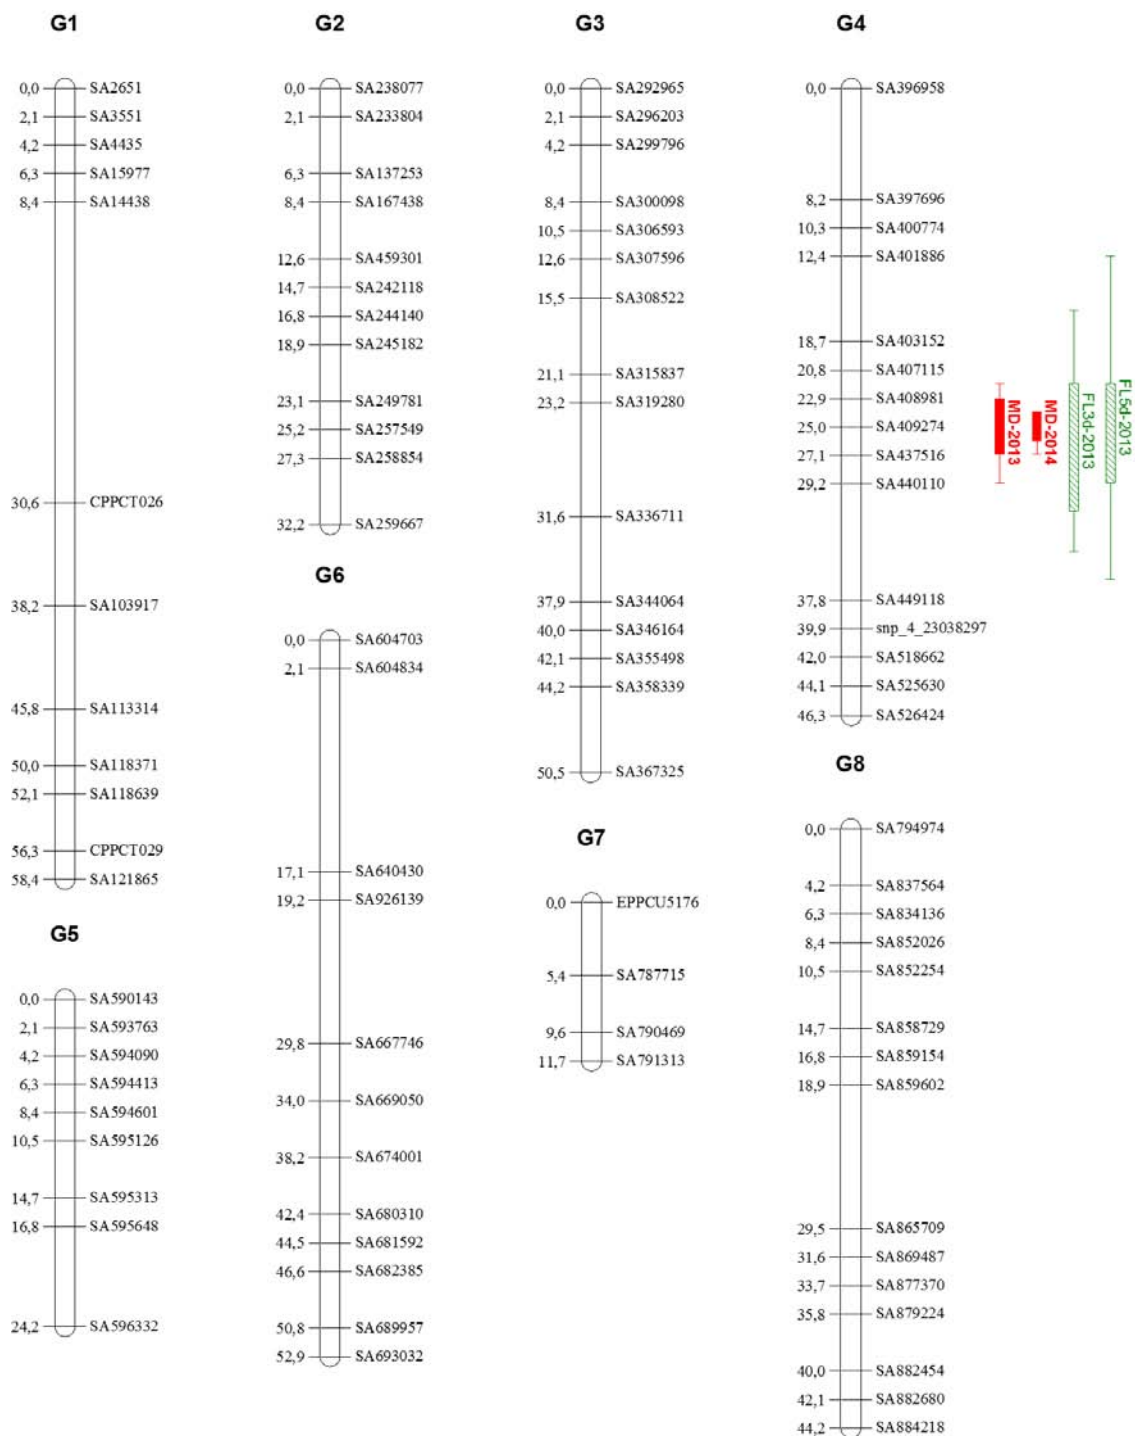 G1
0,0 SA2651
2,1 SA3551
4,2 SA4435
6,3 SA15977
8,4 SA14438
30,6 CPPCT026
38,2 SA103917
45,8 SA113314
50,0 SA118371
52,1 SA118639
56,3 CPPCT029
58,4 SA121865
G5
0,0 SA590143
2,1 SA593763
4,2 SA594090
6,3 SA594413
8,4 SA594601
10,5 SA595126
14,7 SA595313
16,8 SA595648
24,2 SA596332
G2
0,0 SA238077
2,1 SA233804
6,3 SA137253
8,4 SA167438
12,6 SA459301
14,7 SA242118
16,8 SA244140
18,9 SA245182
23,1 SA249781
25,2 SA257549
27,3 SA258854
32,2 SA259667
G6
0,0 SA604703
2,1 SA604834
17,1 SA640430
19,2 SA926139
29,8 SA667746
34,0 SA669050
38,2 SA674001
42,4 SA680310
44,5 SA681592
46,6 SA682385
50,8 SA689957
52,9 SA693032
G3
0,0 SA292965
2,1 SA296203
4,2 SA299796
8,4 SA300098
10,5 SA306593
12,6 SA307596
15,5 SA308522
21,1 SA315837
23,2 SA319280
31,6 SA336711
37,9 SA344064
40,0 SA346164
42,1 SA355498
44,2 SA358339
50,5 SA367325
G7
0,0 EPPCU5176
5,4 SA787715
9,6 SA790469
11,7 SA791313
G4
0,0 SA396958
8,2 SA397696
10,3 SA400774
12,4 SA401886
18,7 SA403152
20,8 SA407115
22,9 SA408981
25,0 SA409274
27,1 SA437516
29,2 SA440110
37,8 SA449118
39,9 snp_4_23038297
42,0 SA518662
44,1 SA525630
46,3 SA526424
MD-2013
MD-2014
FL3d-2013
FL5d-2013
G8
0,0 SA794974
4,2 SA837564
6,3 SA834136
8,4 SA852026
10,5 SA852254
14,7 SA858729
16,8 SA859154
18,9 SA859602
29,5 SA865709
31,6 SA869487
33,7 SA877370
35,8 SA879224
40,0 SA882454
42,1 SA882680
44,2 SA884218